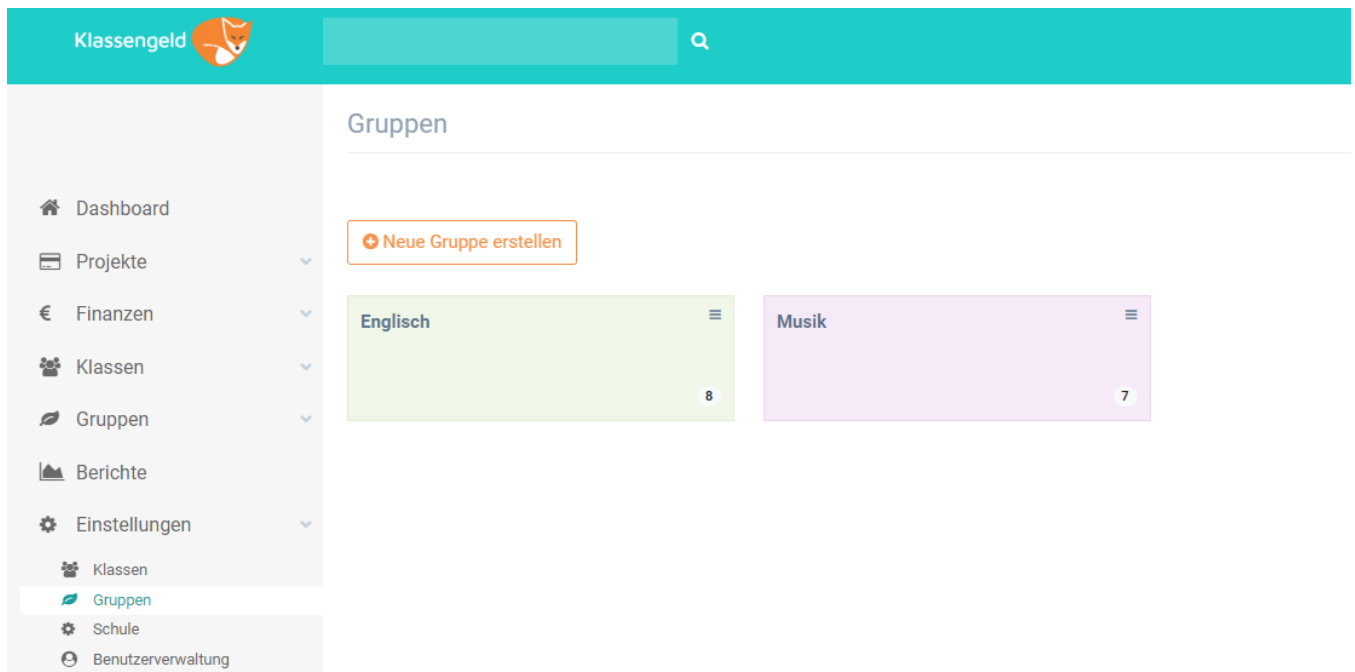 Klassengeld
Gruppen
Dashboard
Projekte
€ Finanzen
Klassen
Gruppen
Berichte
Einstellungen
Klassen
Gruppen
Schule
Benutzerverwaltung
Neue Gruppe erstellen
Englisch
8
Musik
7